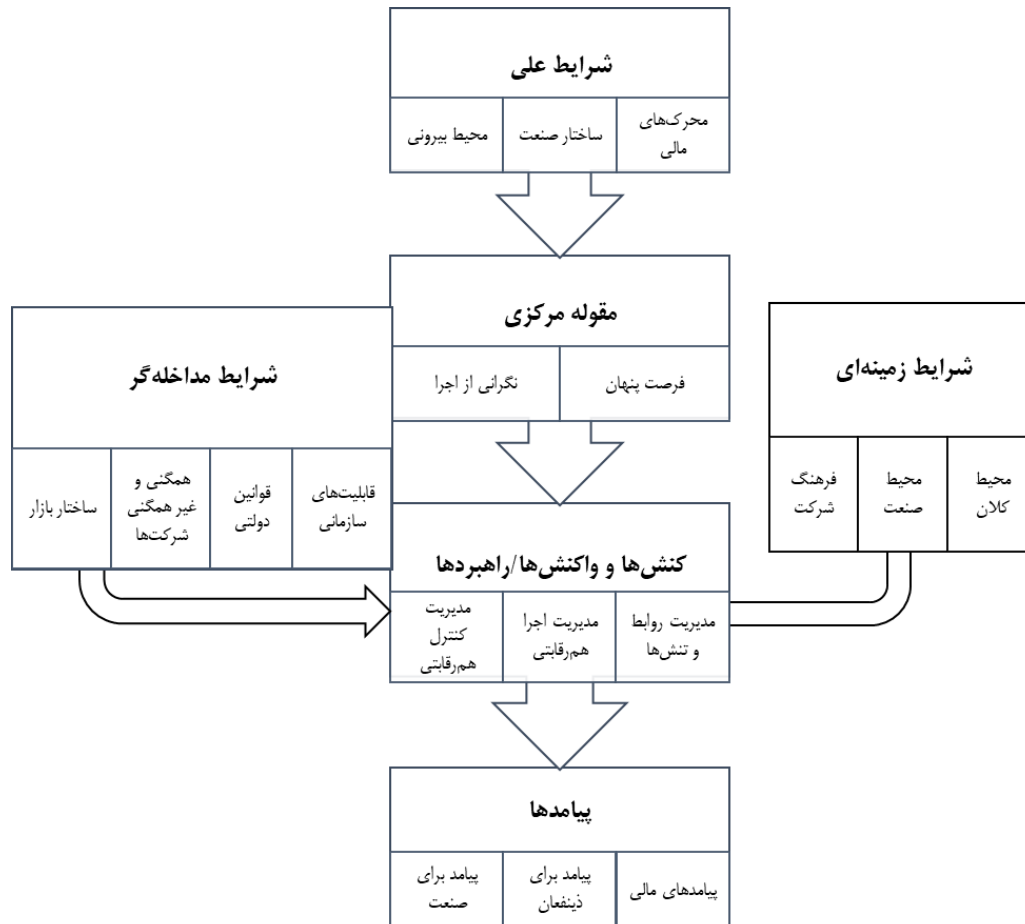 شرایط علی
محرک‌های
مالی
ساختار صنعت
محیط بیرونی
مقوله مرکزی
فرصت پنهان
نگرانی از اجرا
شرایط زمینه‌ای
محیط
کلان
محیط
صنعت
فرهنگ
شرکت
شرایط مداخله‌گر
قابلیت‌های
سازمانی
قوانین
دولتی
همگنی و
غیر همگنی
شرکت‌ها
ساختار بازار
کنش‌ها و واکنش‌ها/راهبردها
مدیریت روابط
و تنش‌ها
مدیریت اجرا
هم‌رقابتی
مدیریت
کنترل
هم‌رقابتی
پیامدها
پیامدهای مالی
پیامد برای
ذینفعان
پیامد برای
صنعت